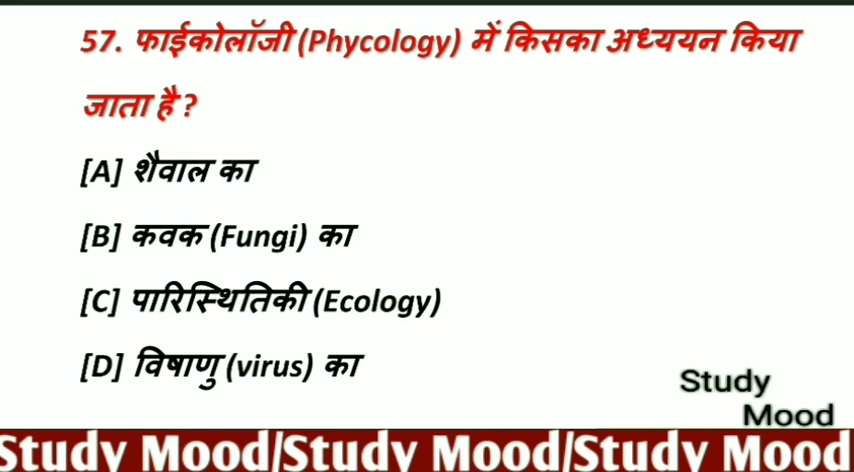 57. फाईकोलॉजी (Phycology) में किसका अध्ययन किया
जाता है ?
[A] शैवाल का
[B] कवक (Fungi) का
[C] पारिस्थितिकी (Ecology)
[D] विषाणु (virus) का
Study
Mood
Study Mood/Study Mood/Study Mood